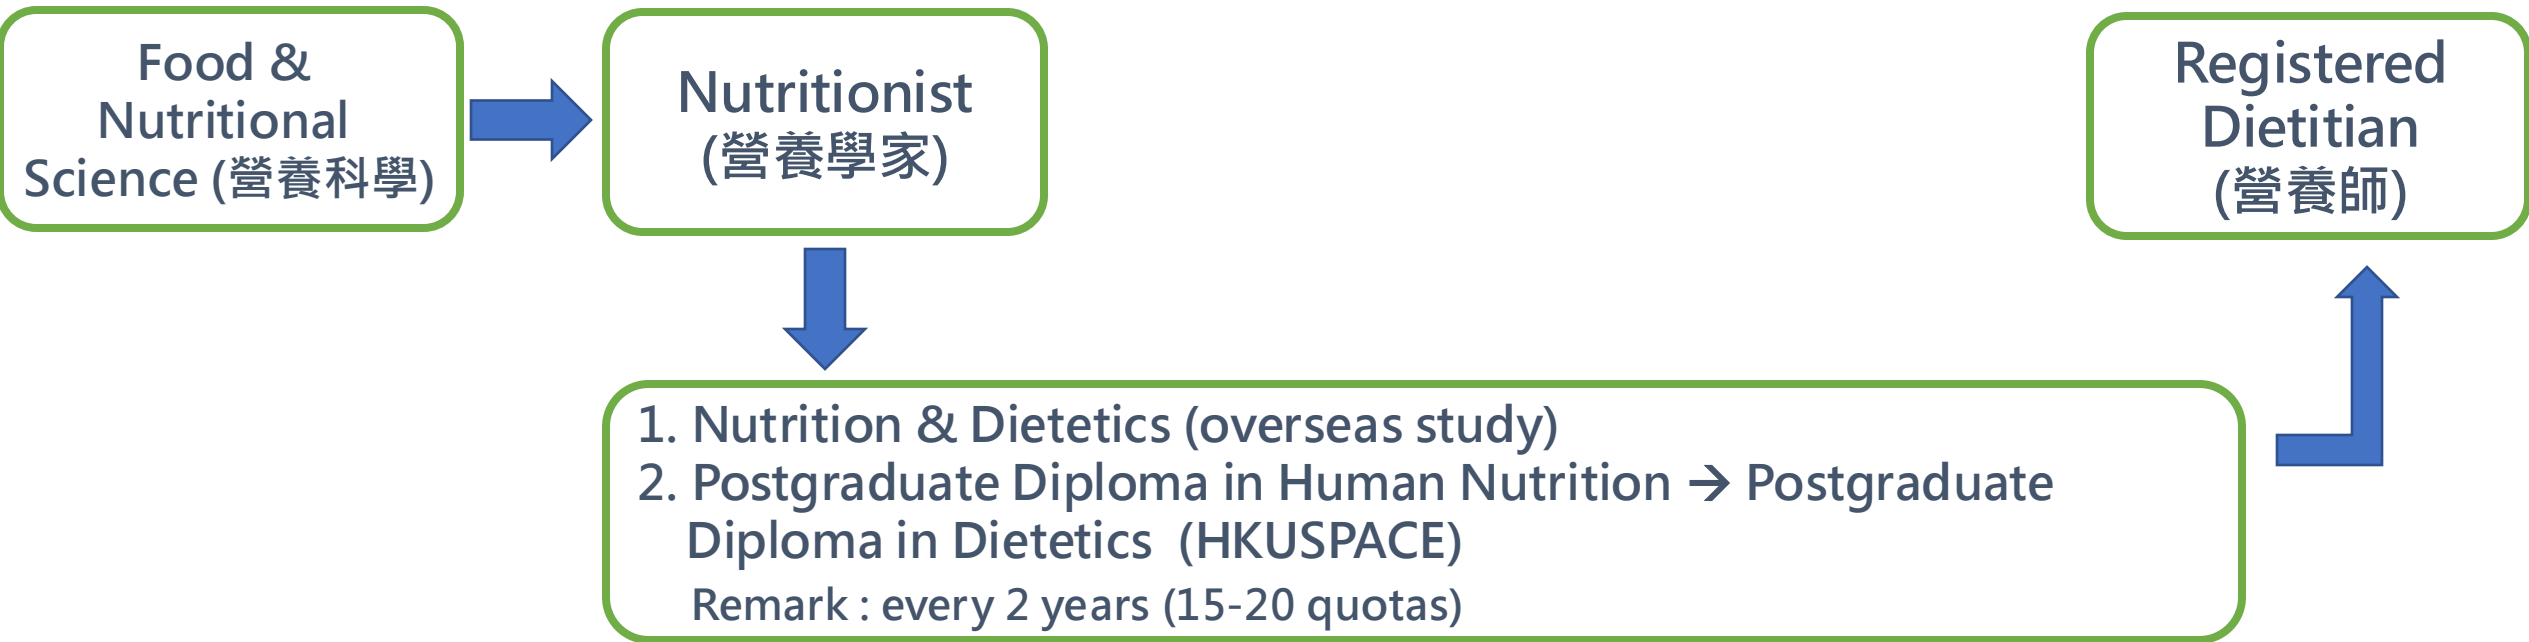 Food &
Nutritional
Science (營養科學)
Nutritionist
(營養學家)
Registered
Dietitian
(營養師)
1. Nutrition & Dietetics (overseas study)
2. Postgraduate Diploma in Human Nutrition → Postgraduate
Diploma in Dietetics (HKUSPACE)
Remark : every 2 years (15-20 quotas)